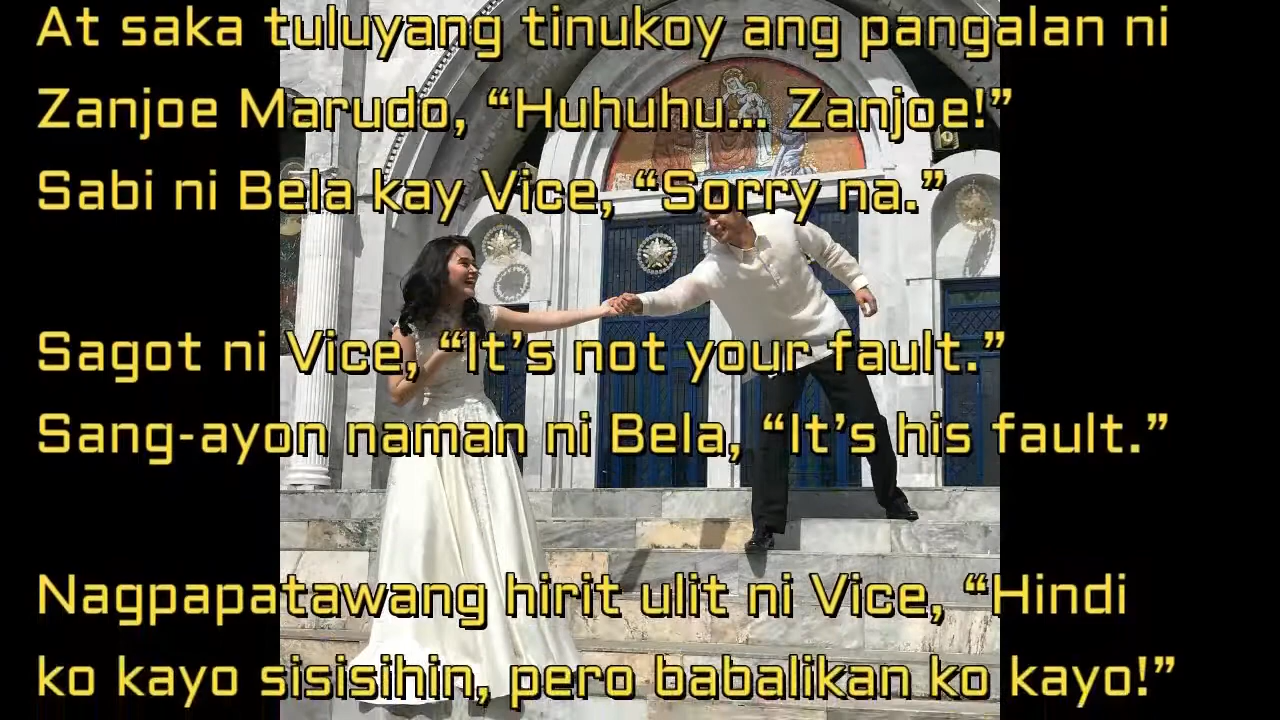 At saka tuluyang tinukoy ang pangalan ni
Zanjoe Marudo, “Huhuhu... Zanjoe!”
Sabi ni Bela kay Vice, “Sorry na.”
Sagot ni Vice, “It’s not your fault.”
Sang-ayon naman ni Bela, “It’s his fault.”
Nagpapatawang hirit ulit ni Vice, “Hindi
ko kayo sisisihin, pero babalikan ko kayo!”